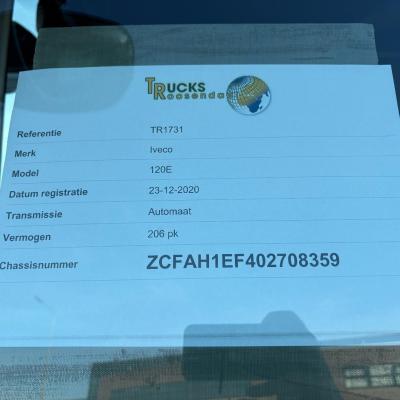 TRUCKS
Roosendaal
Referentie TR1731
Merk Iveco
Model 120E
Datum registratie 23-12-2020
Transmissie Automaat
Vermogen 206 pk
Chassisnummer ZCFAH1EF402708359